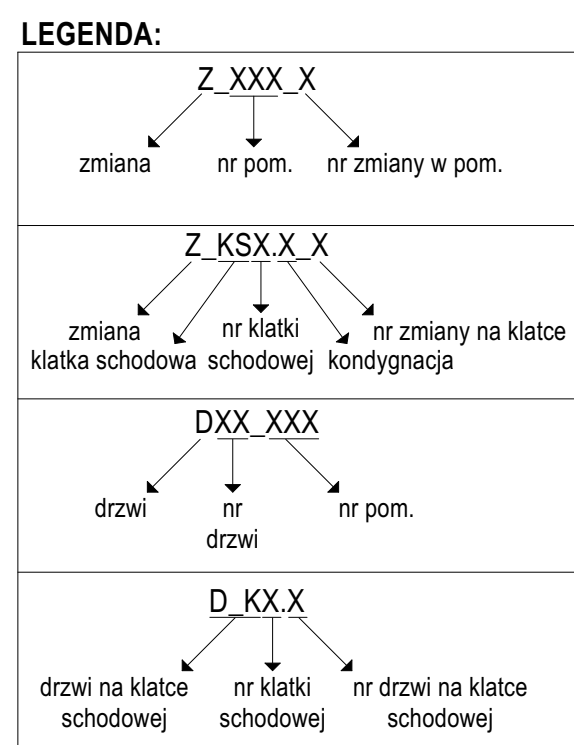 LEGENDA:
Z_XXX_X
zmiana nr pom. nr zmiany w pom.
Z_KSX.X_X
zmiana nr klatki nr zmiany na klatce
klatka schodowa schodowej kondygnacja
DXX_XXX
drzwi nr nr pom.
drzwi
D_KX.X
drzwi na klatce nr klatki nr drzwi na klatce
schodowej schodowej schodowej